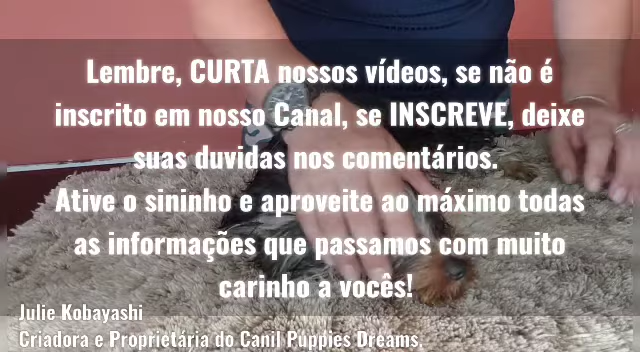 Lembre, CURTA nossos vídeos, se não é
inscrito em nosso Canal, se INSCREVE, deixe
suas duvidas nos comentários.
Ative o sininho e aproveite ao máximo todas
as informações que passamos com muito
carinho a vocês!
Julie Kobayashi
Criadora e Proprietária do Canil Puppies Dreams,